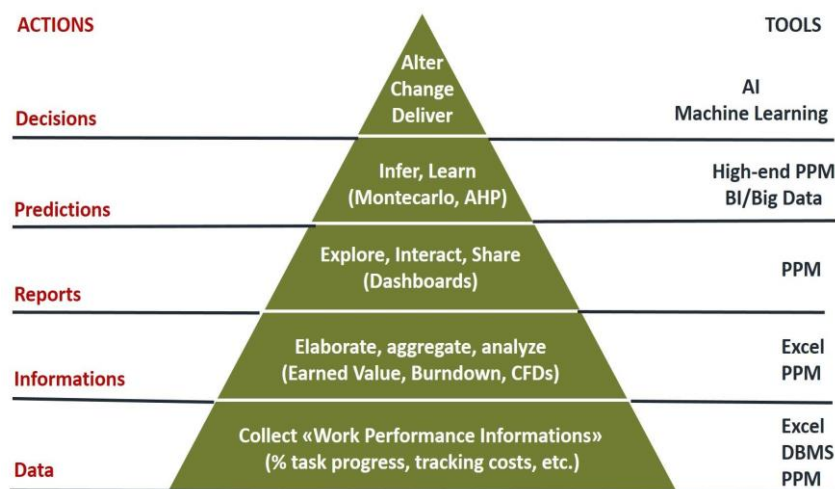 ACTIONS
TOOLS
Alter
Change
Deliver
AI
Machine Learning
Decisions
Infer, Learn
(Montecarlo, AHP)
High-end PPM
BI/Big Data
Predictions
Explore, Interact, Share
(Dashboards)
PPM
Reports
Elaborate, aggregate, analyze
(Earned Value, Burndown, CFDs)
Excel
PPM
Informations
Collect «Work Performance Informations»
(% task progress, tracking costs, etc.)
Excel
DBMS
PPM
Data